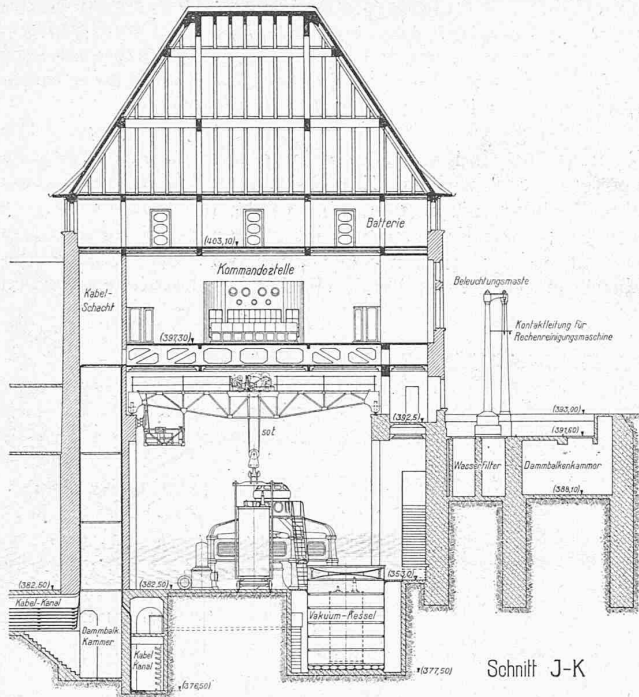 Batterie
(403,10)
Kommandostelle
Kabel-
Schacht
Beleuchtungsmaste
Kontaktleitung für
Rechenreinigungsmaschine
(397,30)
(393,00)
(392,5)
(391,60)
50t
Wasserfilter
Dammbalkenkammer
(388,10)
(382,50)
(382,50)
(383,0)
Kabel-Kanal
Dammbalk.
Kammer
Kabel
Kanal
Vakuum-Kessel
(376,50)
(377,50)
Schnitt J-K